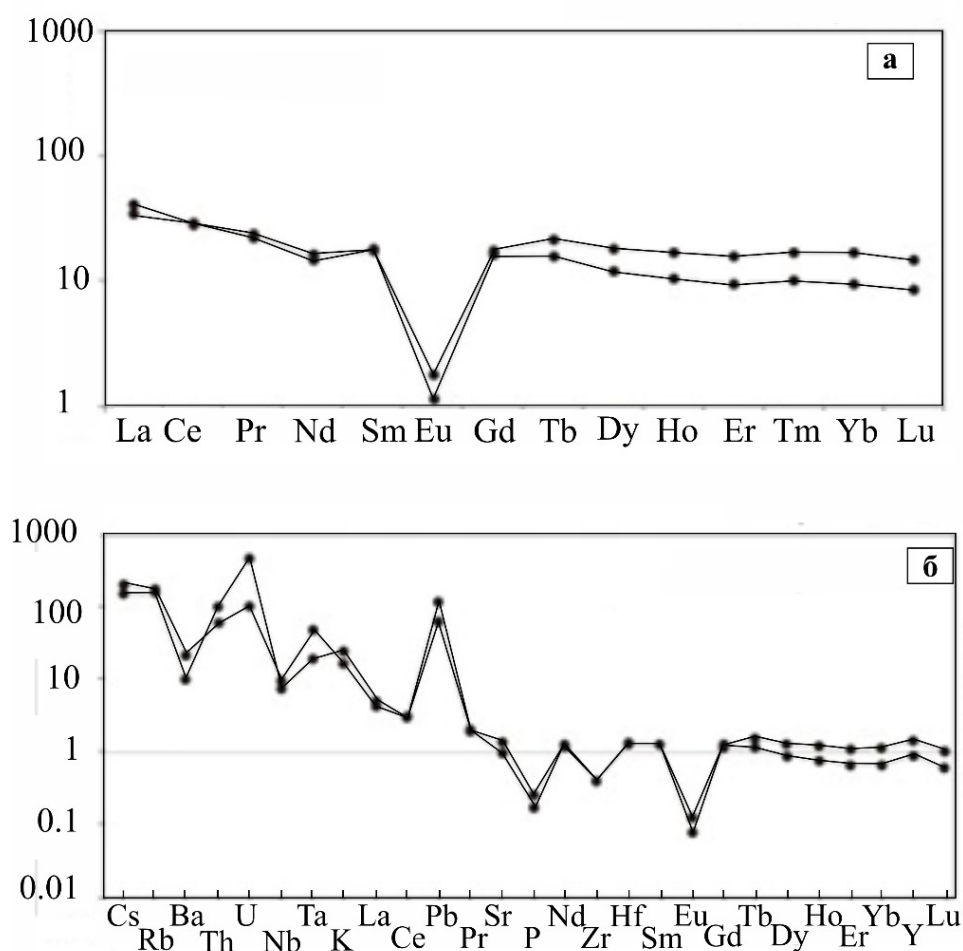 1000
а
100
10
1
La Ce Pr Nd Sm Eu Gd Tb Dy Ho Er Tm Yb Lu
1000
б
100
10
1
0.1
0.01
Cs Ba U Ta La Pb Sr Nd Hf Eu Tb Ho Yb Lu
Rb Th Nb K Ce Pr P Zr Sm Gd Dy Er Y